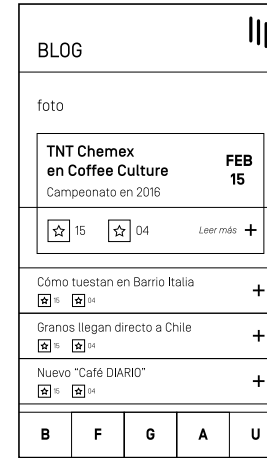 BLOG
foto
TNT Chemex
en Coffee Culture
Campeonato en 2016
FEB
15
15 04 Leer más +
Cómo tuestan en Barrio Italia +
15 04
Granos llegan directo a Chile +
15 04
Nuevo "Café DIARIO" +
15 04
B F G A U